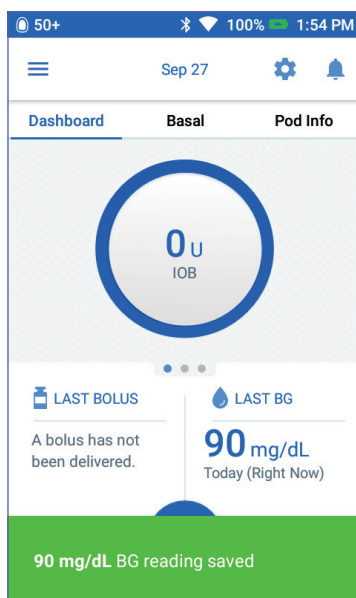 50+ 100% 1:54 PM
Sep 27
Dashboard Basal Pod Info
0 U
IOB
LAST BOLUS
A bolus has not
been delivered.
LAST BG
90 mg/dL
Today (Right Now)
90 mg/dL BG reading saved